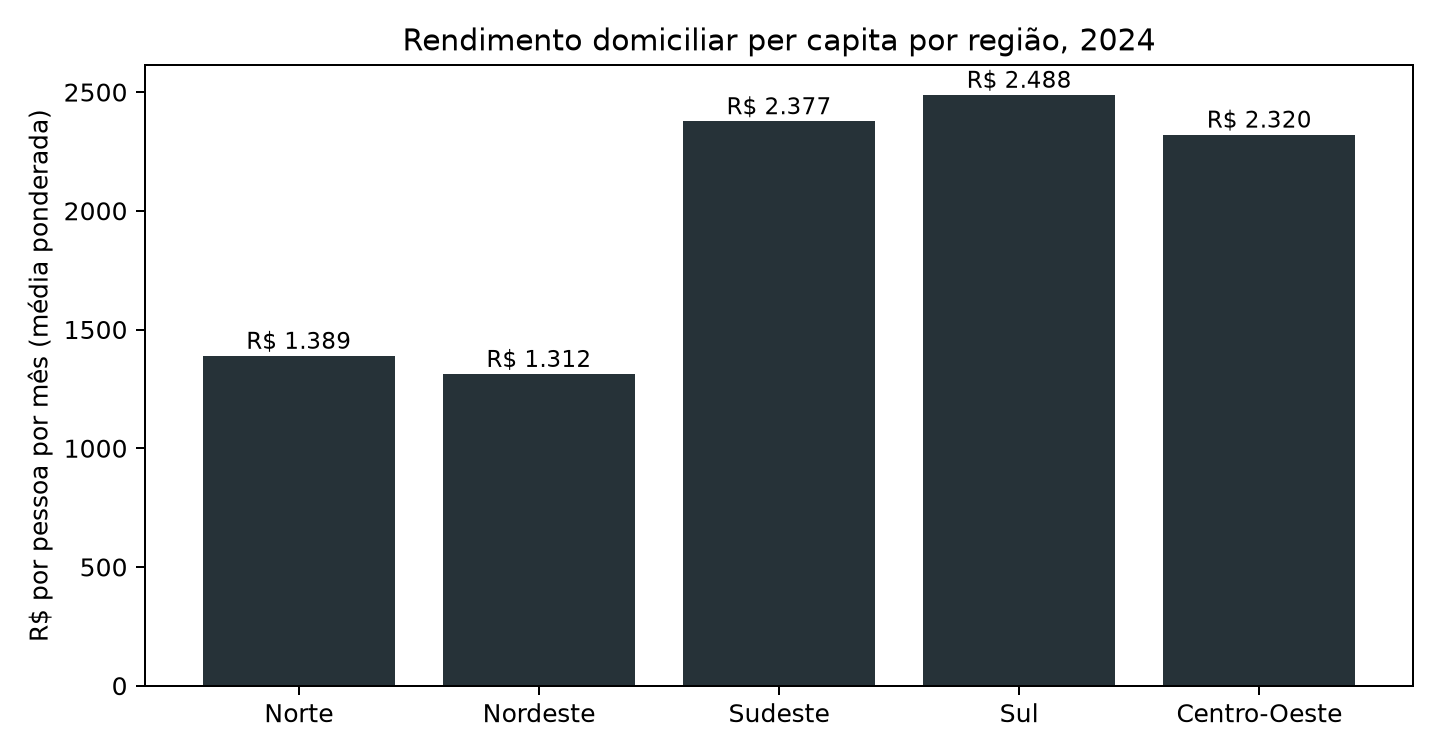 Rendimento domiciliar per capita por região, 2024
R$ por pessoa por mês (média ponderada)
2500
2000
1500
1000
500
0
R$ 1.389
R$ 1.312
R$ 2.377
R$ 2.488
R$ 2.320
Norte
Nordeste
Sudeste
Sul
Centro-Oeste